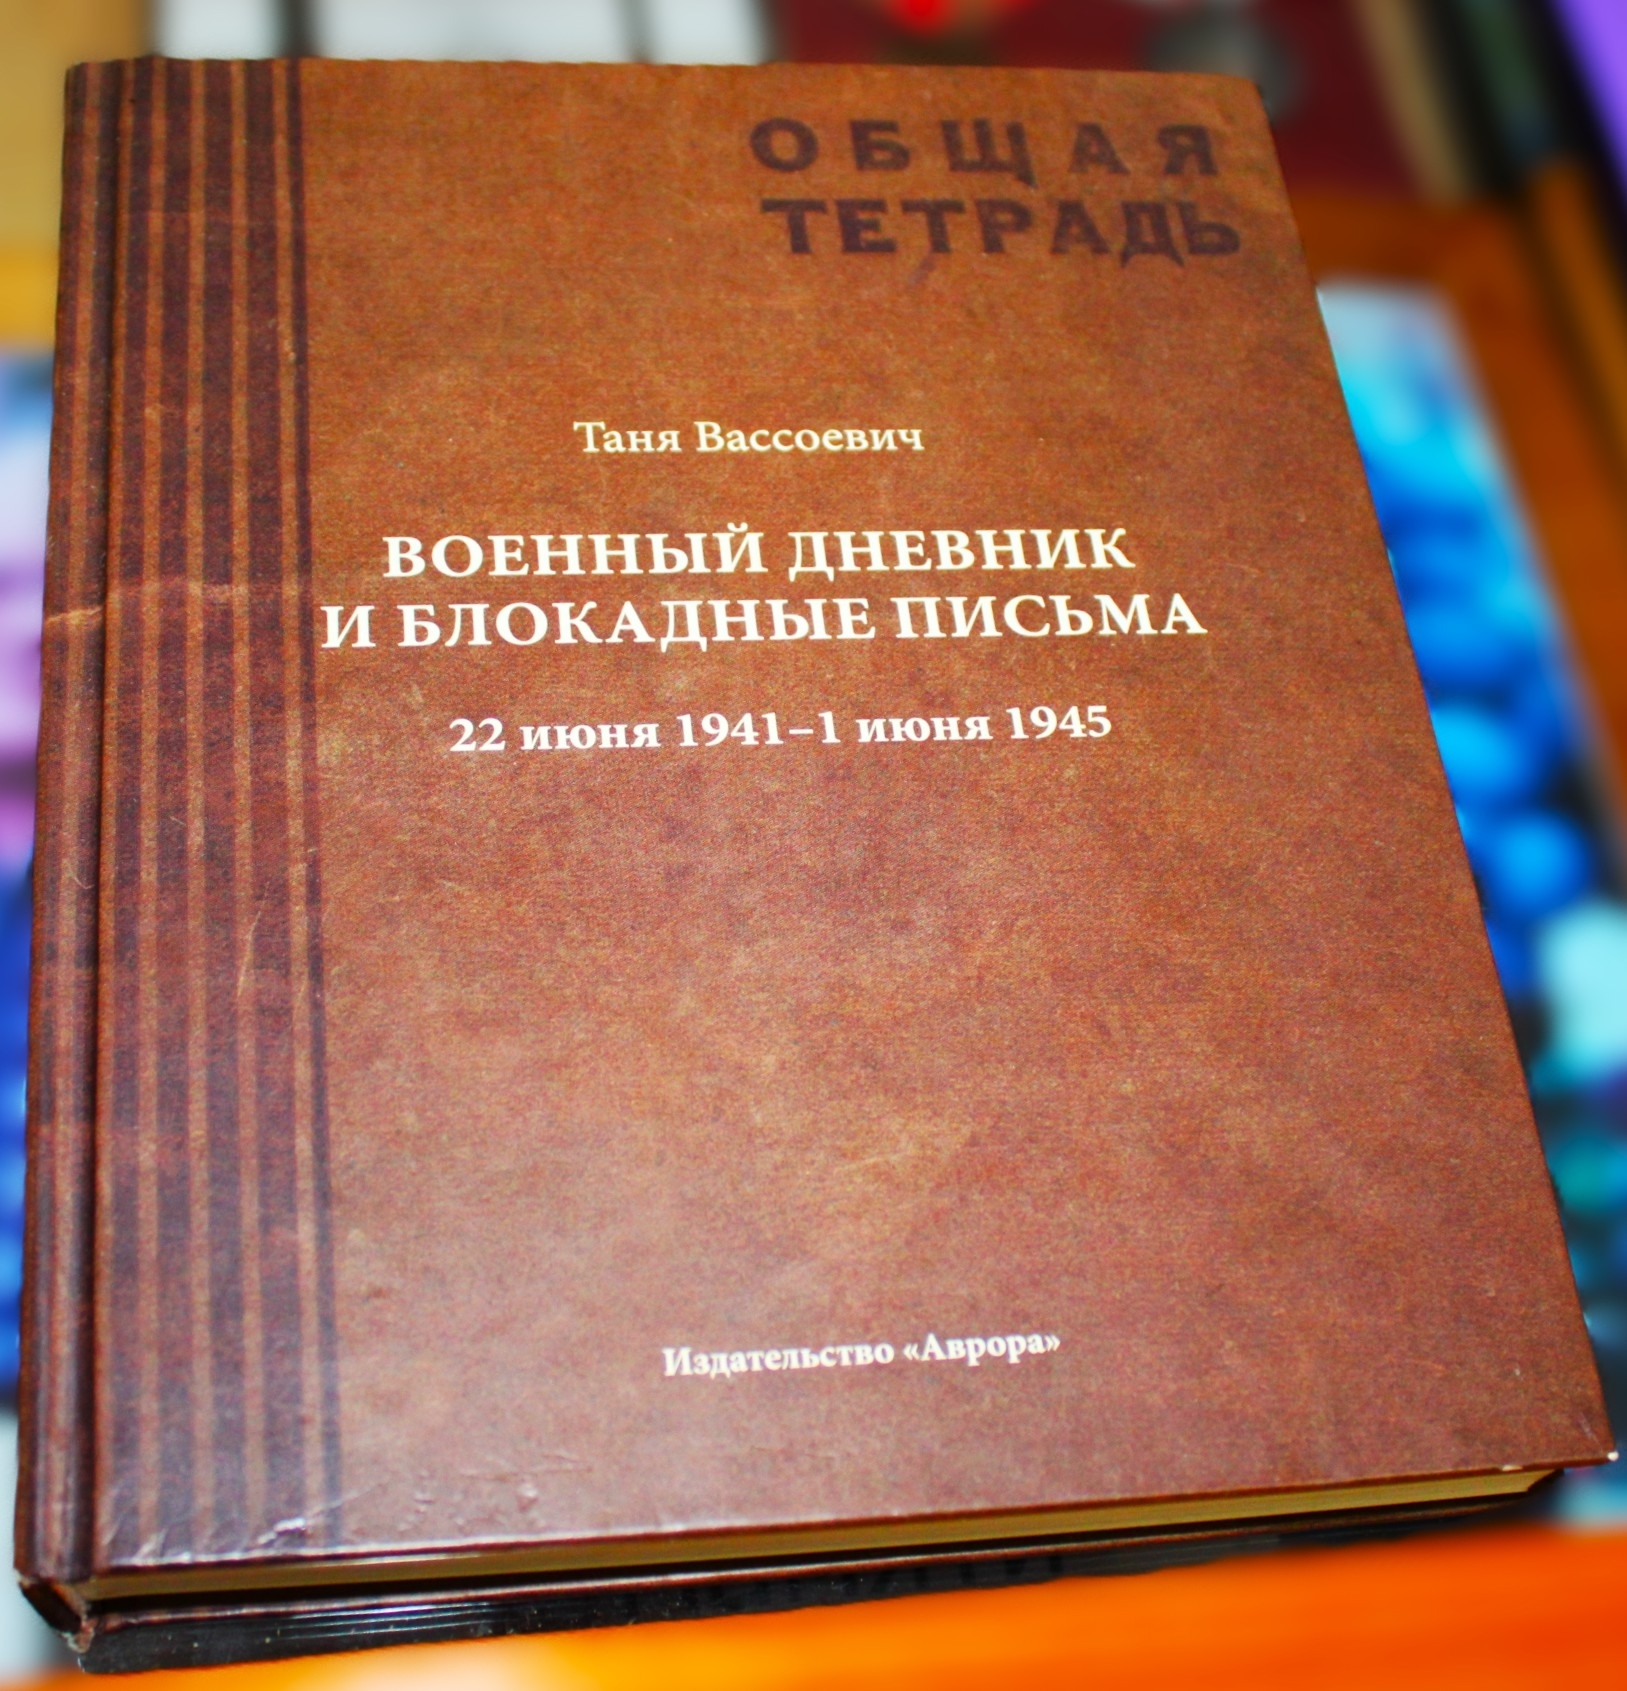 ОБЩАЯ
ТЕТРАДЬ
Таня Вассоевич
ВОЕННЫЙ ДНЕВНИК
И БЛОКАДНЫЕ ПИСЬМА
22 июня 1941–1 июня 1945
Издательство «Аврора»